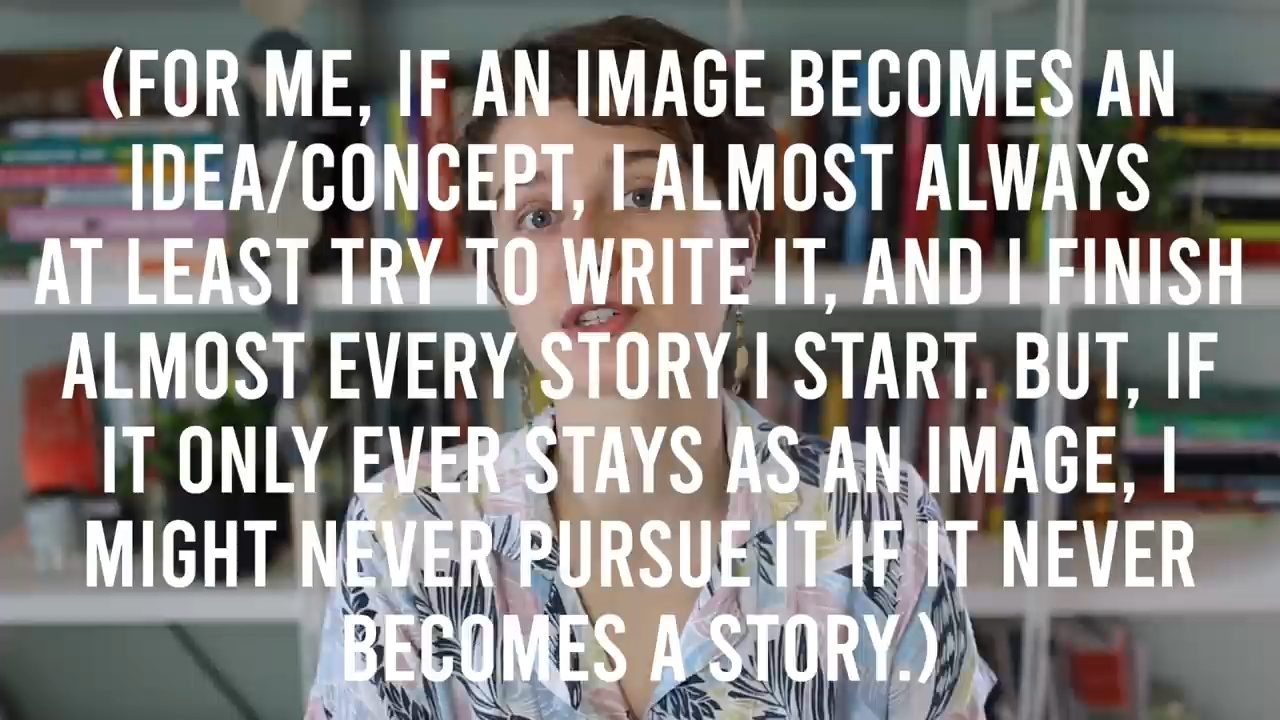 (FOR ME, IF AN IMAGE BECOMES AN
IDEA/CONCEPT, I ALMOST ALWAYS
AT LEAST TRY TO WRITE IT, AND I FINISH
ALMOST EVERY STORY I START. BUT, IF
IT ONLY EVER STAYS AS AN IMAGE, I
MIGHT NEVER PURSUE IT IF IT NEVER
BECOMES A STORY.)